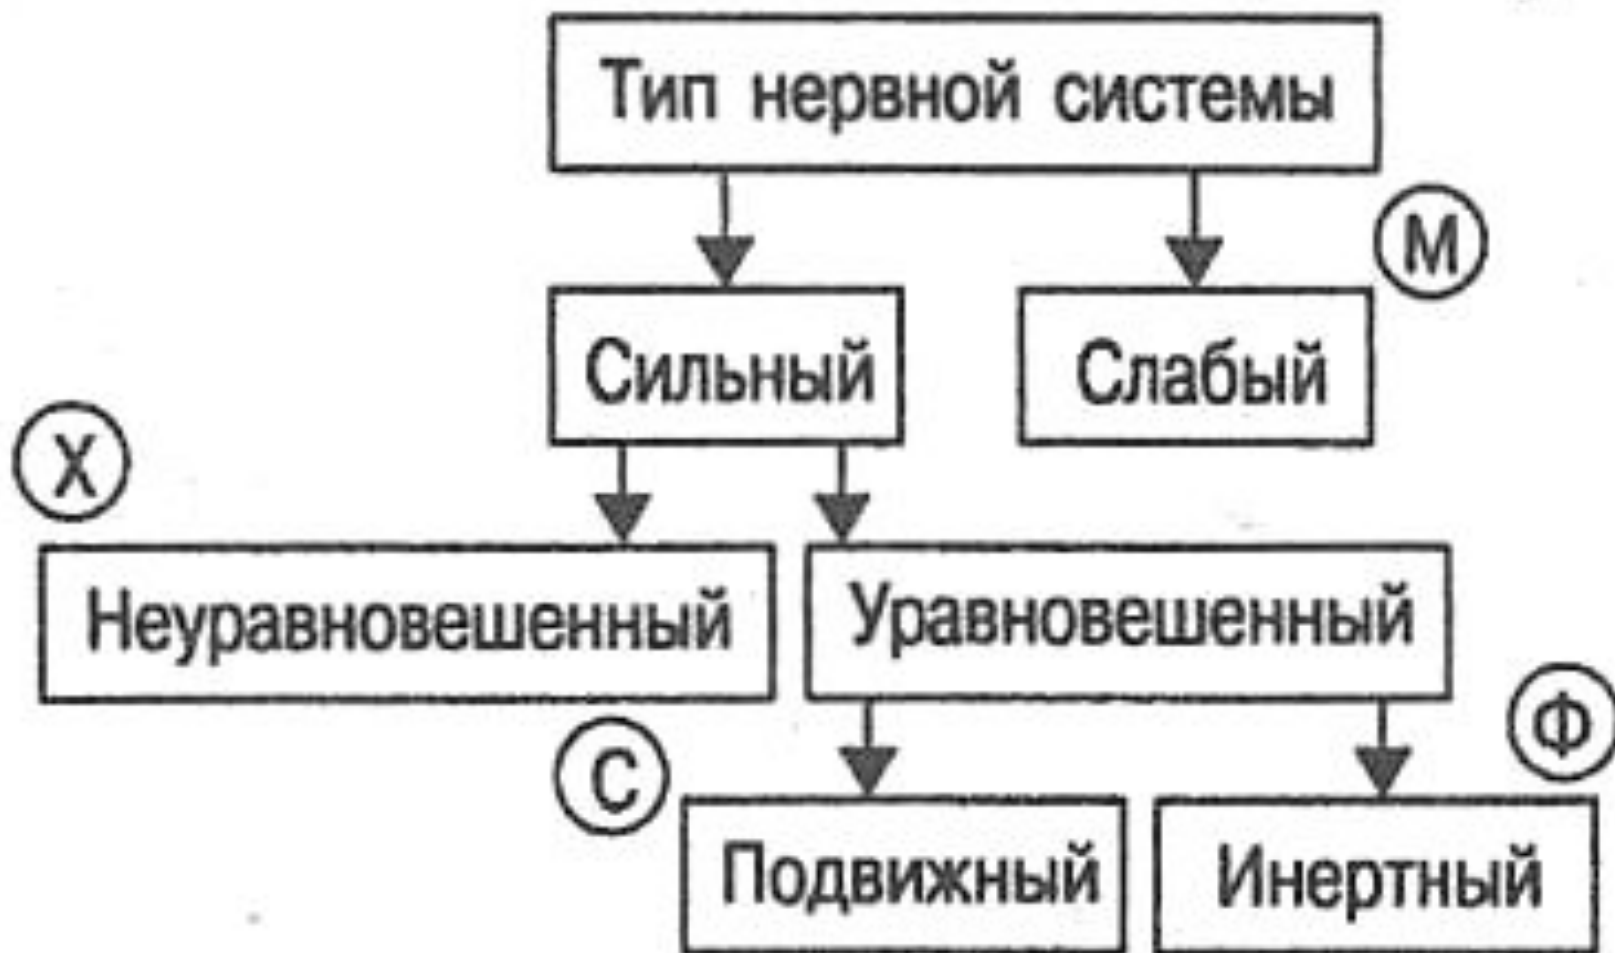 Тип нервной системы
М
Сильный
Слабый
Х
Неуравновешенный
Уравновешенный
С
Ф
Подвижный
Инертный